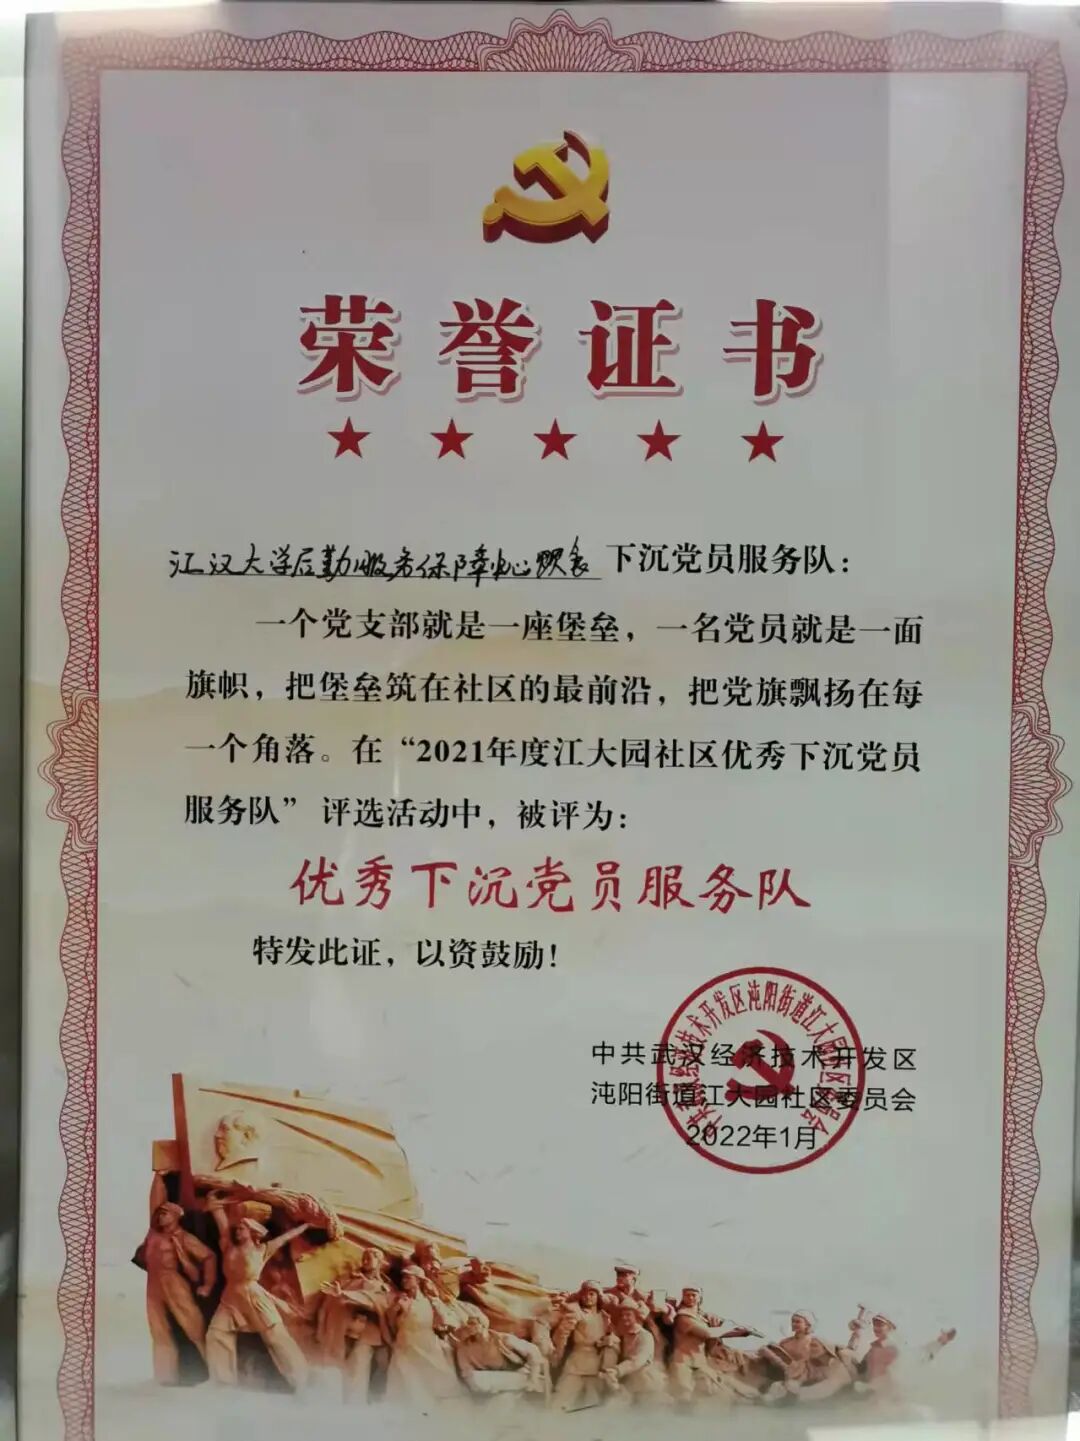 荣誉证书
江汉大学后勤服务保障中心饮食下沉党员服务队：
一个党支部就是一座堡垒，一名党员就是一面
旗帜，把堡垒筑在社区的最前沿，把党旗飘扬在每
一个角落。在“2021年度江大园社区优秀下沉党员
服务队”评选活动中，被评为：
优秀下沉党员服务队
特发此证，以资鼓励！
中共武汉经济技术开发区
沌阳街道江大园社区委员会
2022年1月